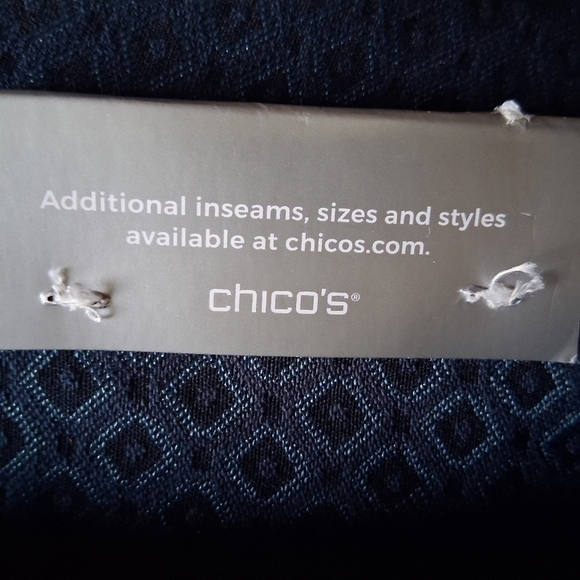 Additional inseams, sizes and styles
available at chicos.com.
chico's®